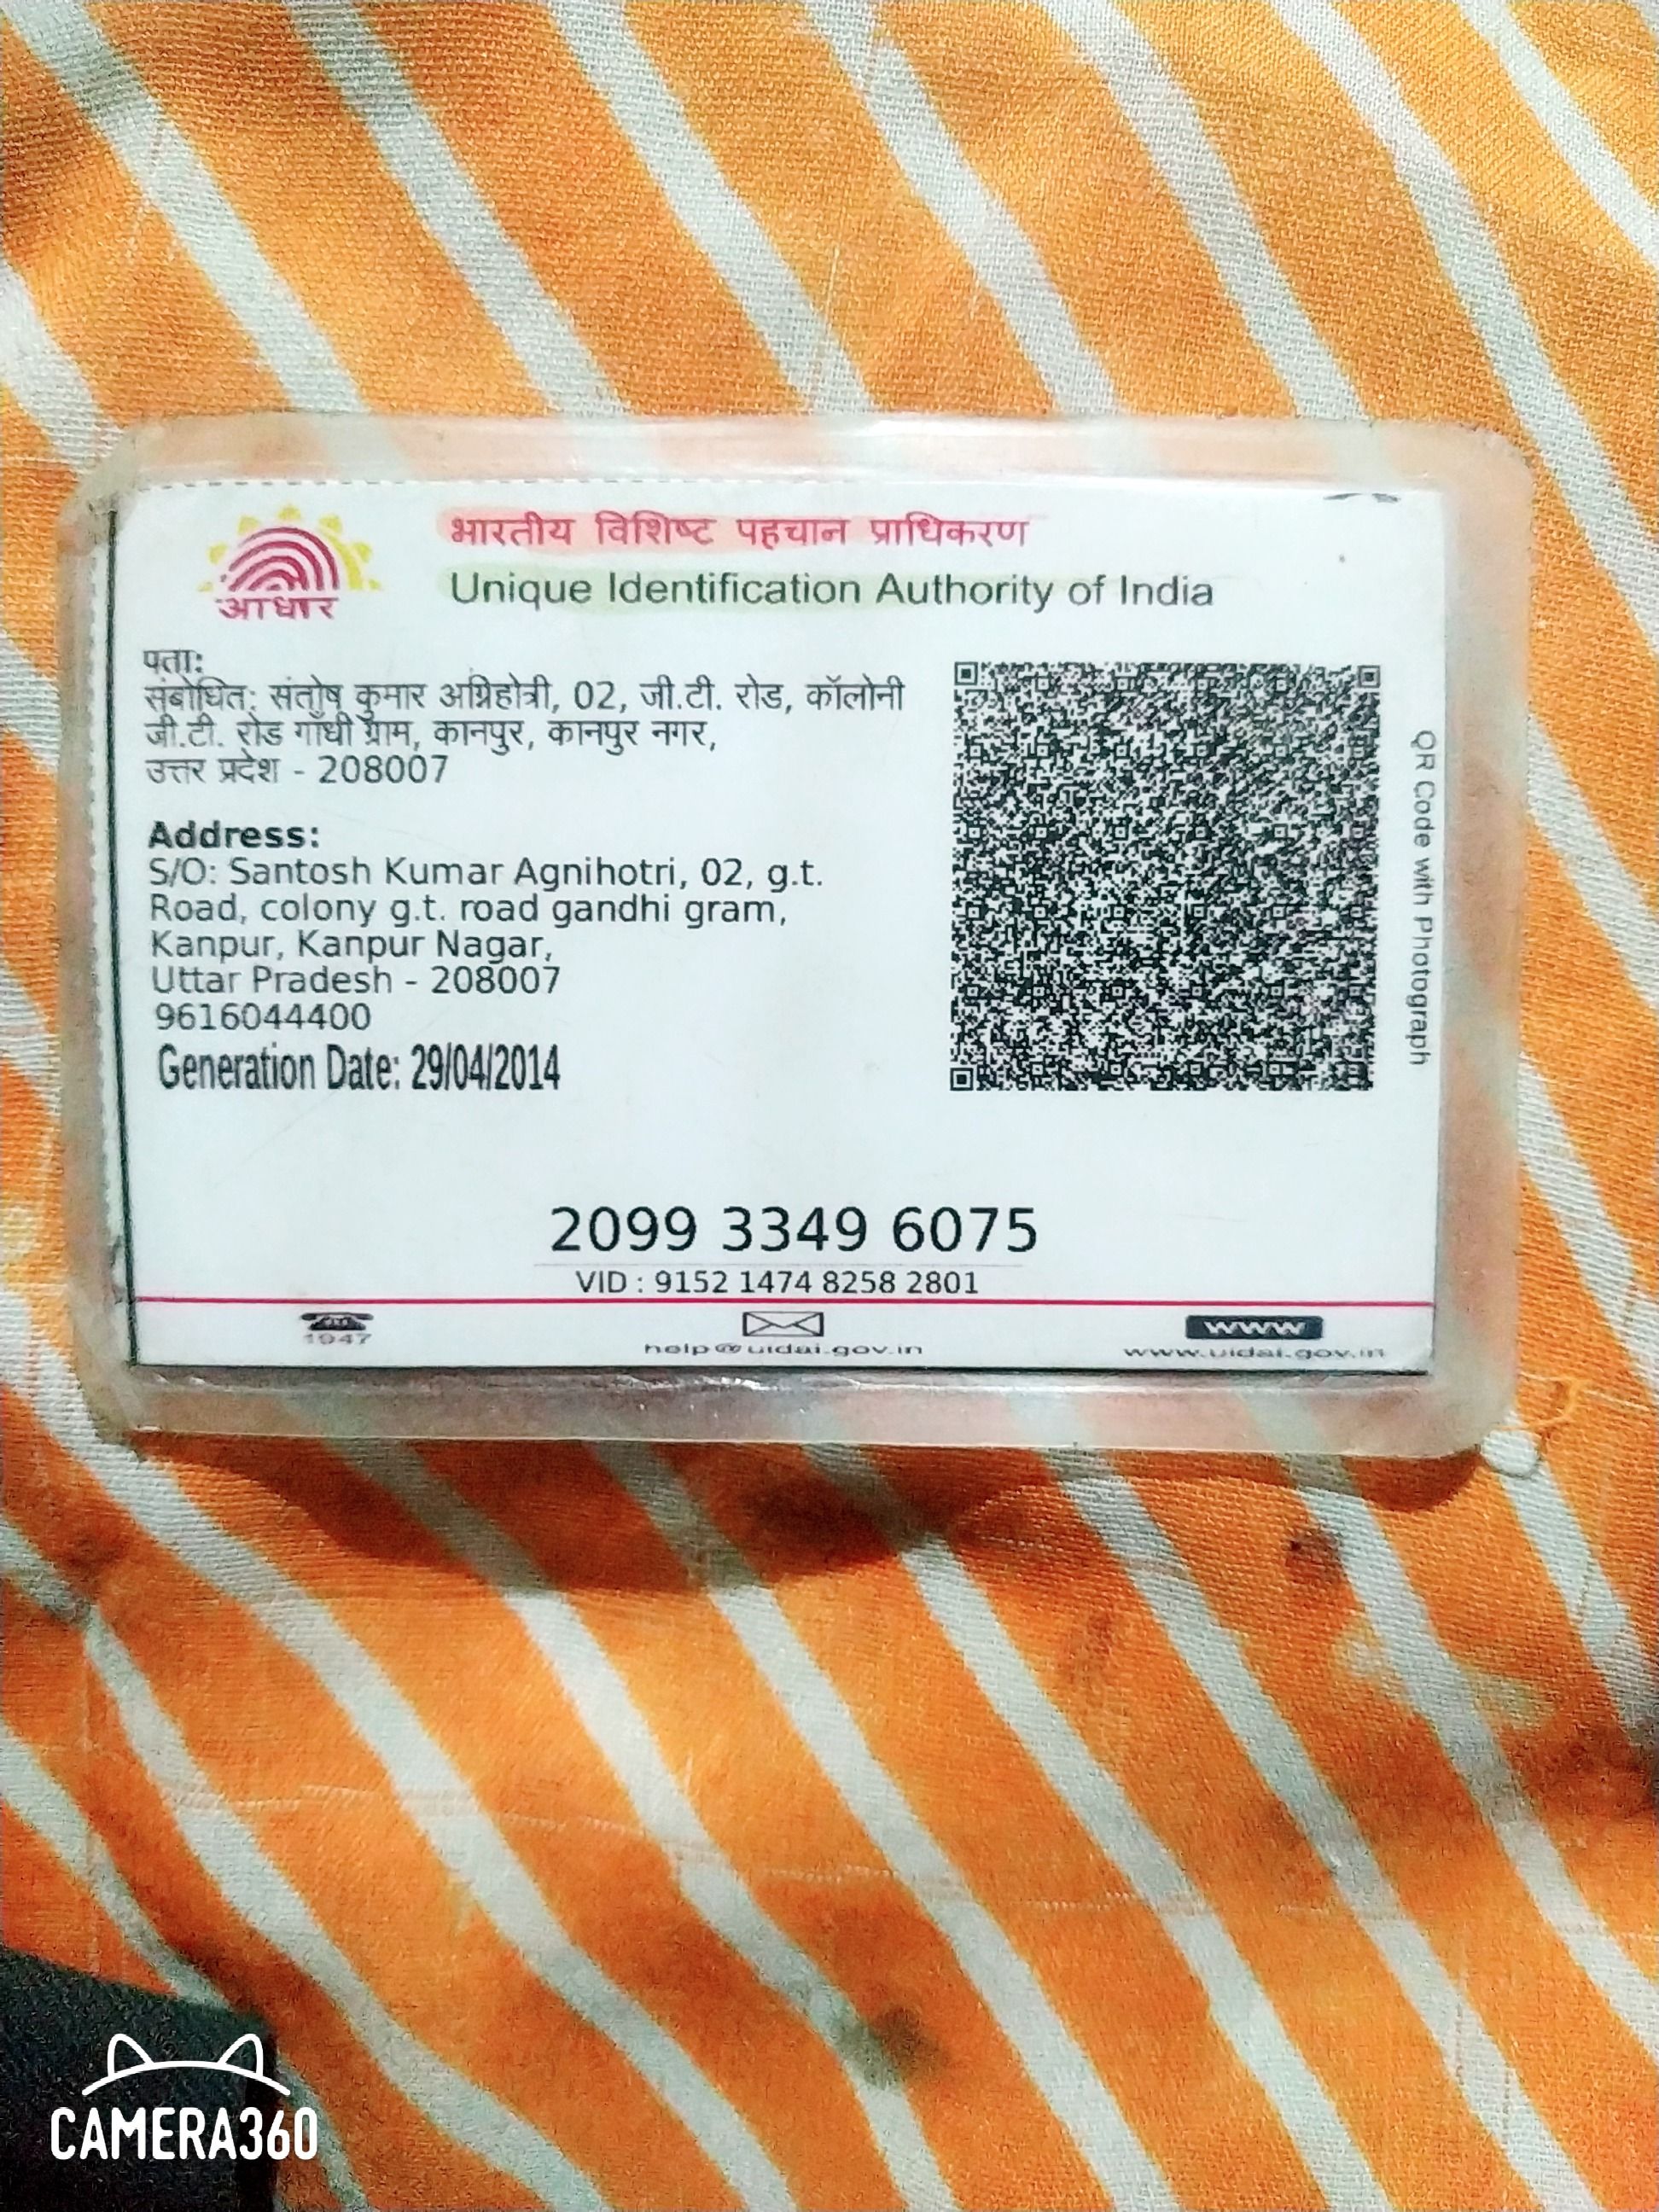 आधार
भारतीय विशिष्ट पहचान प्राधिकरण
Unique Identification Authority of India
पता:
संबोधित: संतोष कुमार अग्निहोत्री, 02, जी.टी. रोड, कॉलोनी
जी.टी. रोड गाँधी ग्राम, कानपुर, कानपुर नगर,
उत्तर प्रदेश - 208007
Address:
S/O: Santosh Kumar Agnihotri, 02, g.t.
Road, colony g.t. road gandhi gram,
Kanpur, Kanpur Nagar,
Uttar Pradesh - 208007
9616044400
Generation Date: 29/04/2014
QR Code with Photograph
2099 3349 6075
VID : 9152 1474 8258 2801
1947
help@uidai.gov.in
www
www.uidai.gov.in
CAMERA360